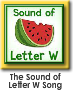 Sound of
Letter W
The Sound of
Letter W Song